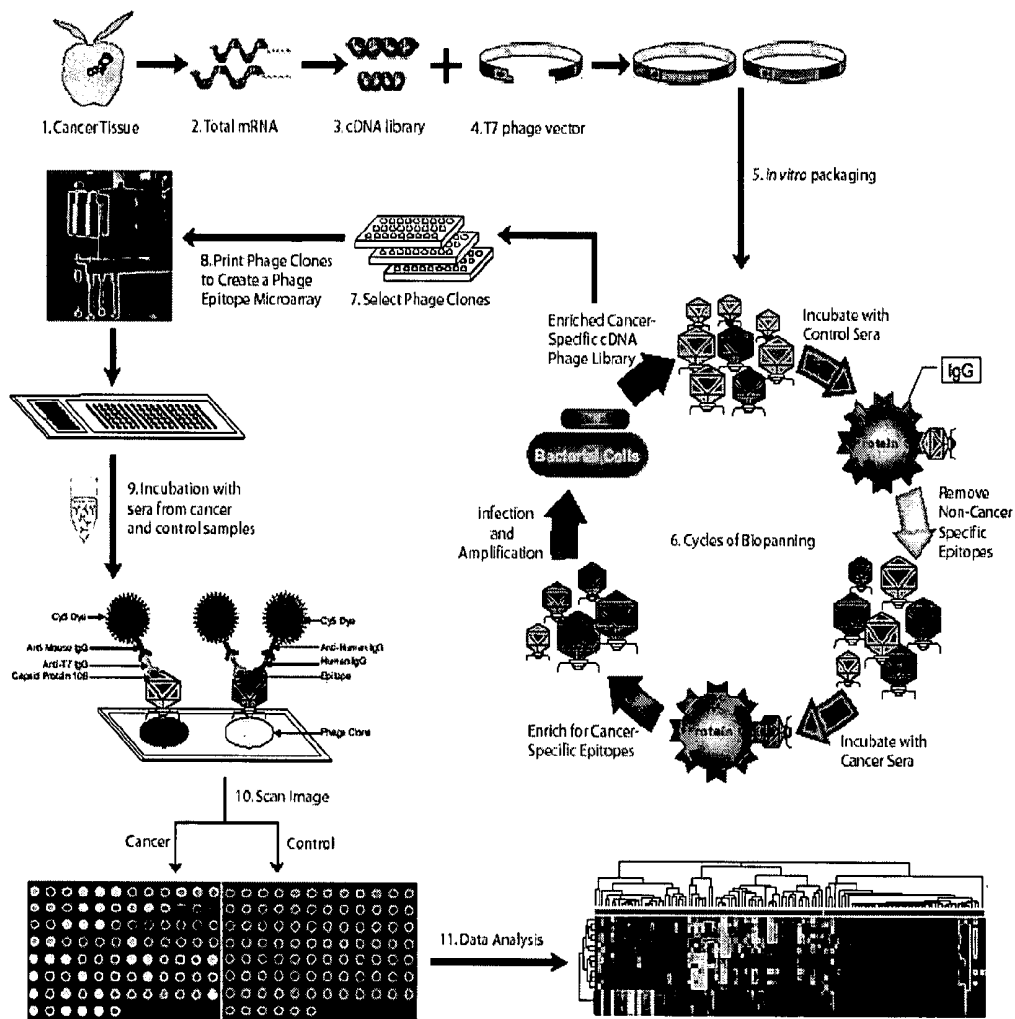 1. Cancer Tissue
2. Total mRNA
3. cDNA library
4. T7 phage vector
5. in vitro packaging
8. Print Phage Clones
to Create a Phage
Epitope Microarray
7. Select Phage Clones
Enriched Cancer-
Specific cDNA
Phage Library
Incubate with
Control Sera
IgG
Protein
Bacterial Cells
Remove
Non-Cancer
Specific
Epitopes
9. Incubation with
sera from cancer
and control samples
Infection
and
Amplification
6. Cycles of Biopanning
Cy5 Dye
Cy5 Dye
Anti Mouse IgG
Anti-Human IgG
Anti-T7 IgG
Human IgG
Capsid Protein 10B
Epitope
Phage Clone
Enrich for Cancer-
Specific Epitopes
Protein
Incubate with
Cancer Sera
10. Scan Image
Cancer
Control
11. Data Analysis